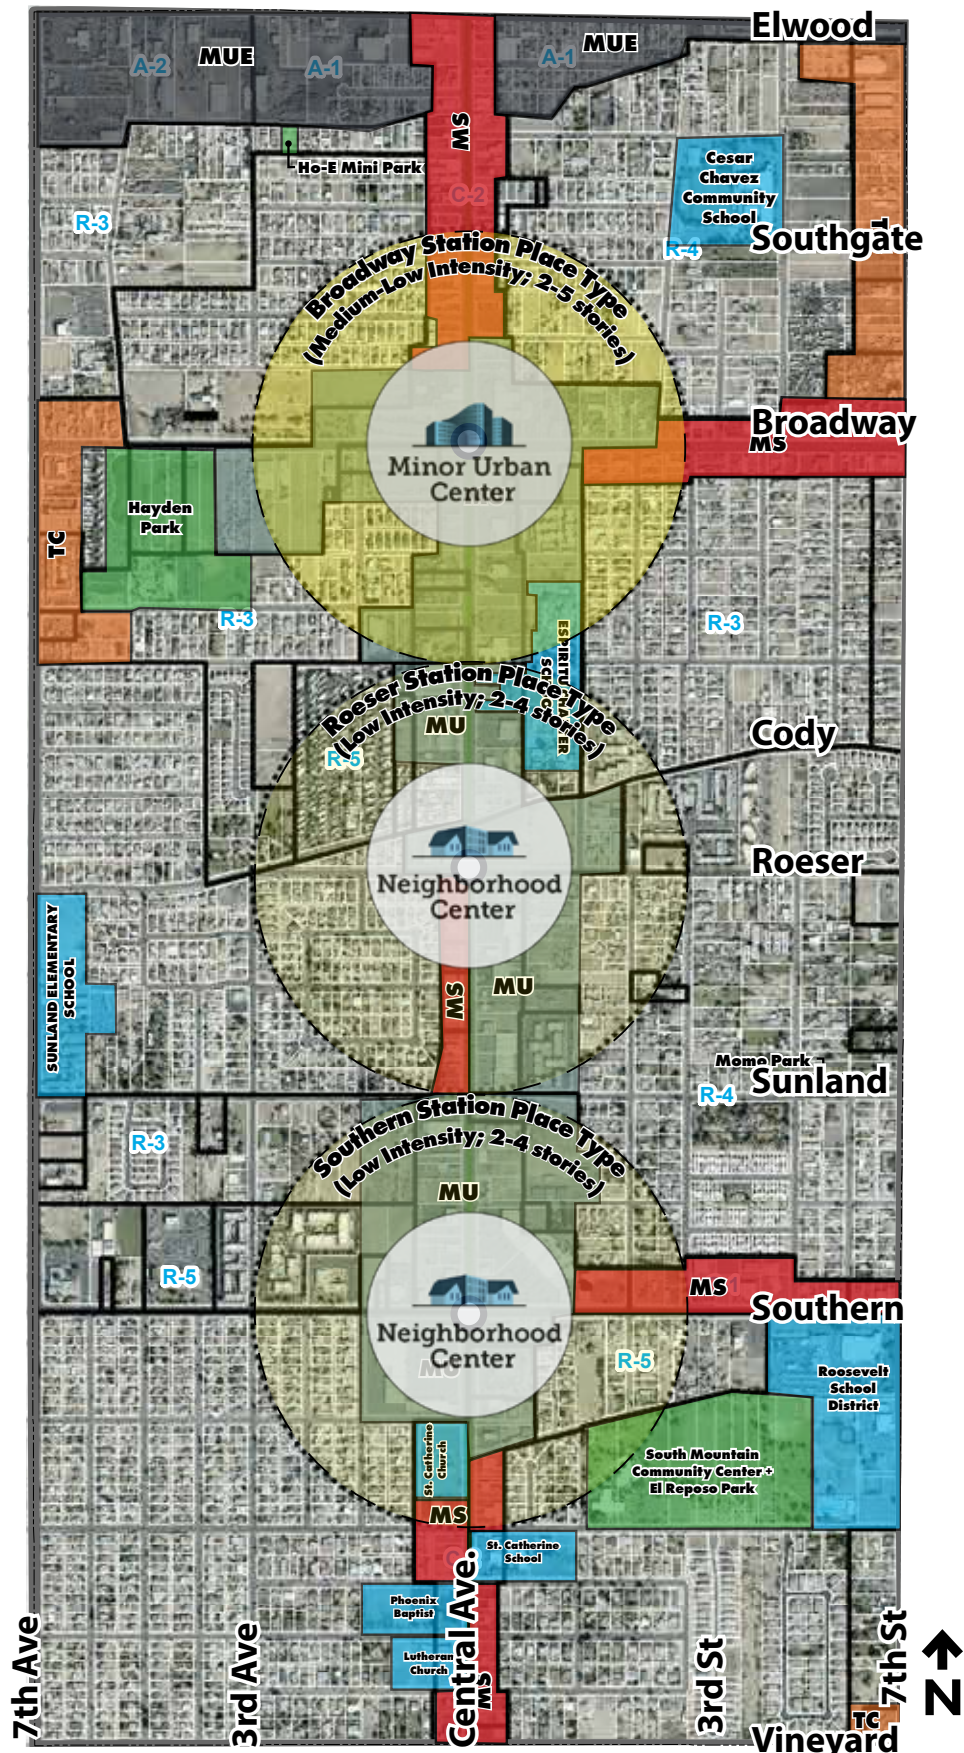 Elwood
MUE
A-2
A-1
MUE
A-1
MS
C-2
Ho-E Mini Park
Cesar
Chavez
Community
School
R-3
R-4
Southgate
Broadway Station Place Type
(Medium-Low Intensity; 2-5 stories)
Broadway
MS
Minor Urban
Center
Hayden
Park
TC
R-3
R-3
Roeser Station Place Type
(Low Intensity; 2-4 stories)
MU
R-5
Cody
Roeser
Neighborhood
Center
SUNLAND ELEMENTARY
SCHOOL
MS
MU
Momo Park
Sunland
R-4
Southern Station Place Type
(Low Intensity; 2-4 stories)
R-3
MU
R-5
MS
Southern
Neighborhood
Center
MU
R-5
Roosevelt
School
District
St. Catherine
Church
South Mountain
Community Center +
El Reposo Park
MS
St. Catherine
School
Phoenix
Baptist
Lutheran
Church
MS
7th Ave
3rd Ave
Central Ave.
3rd St
7th St
TC
Vineyard
N